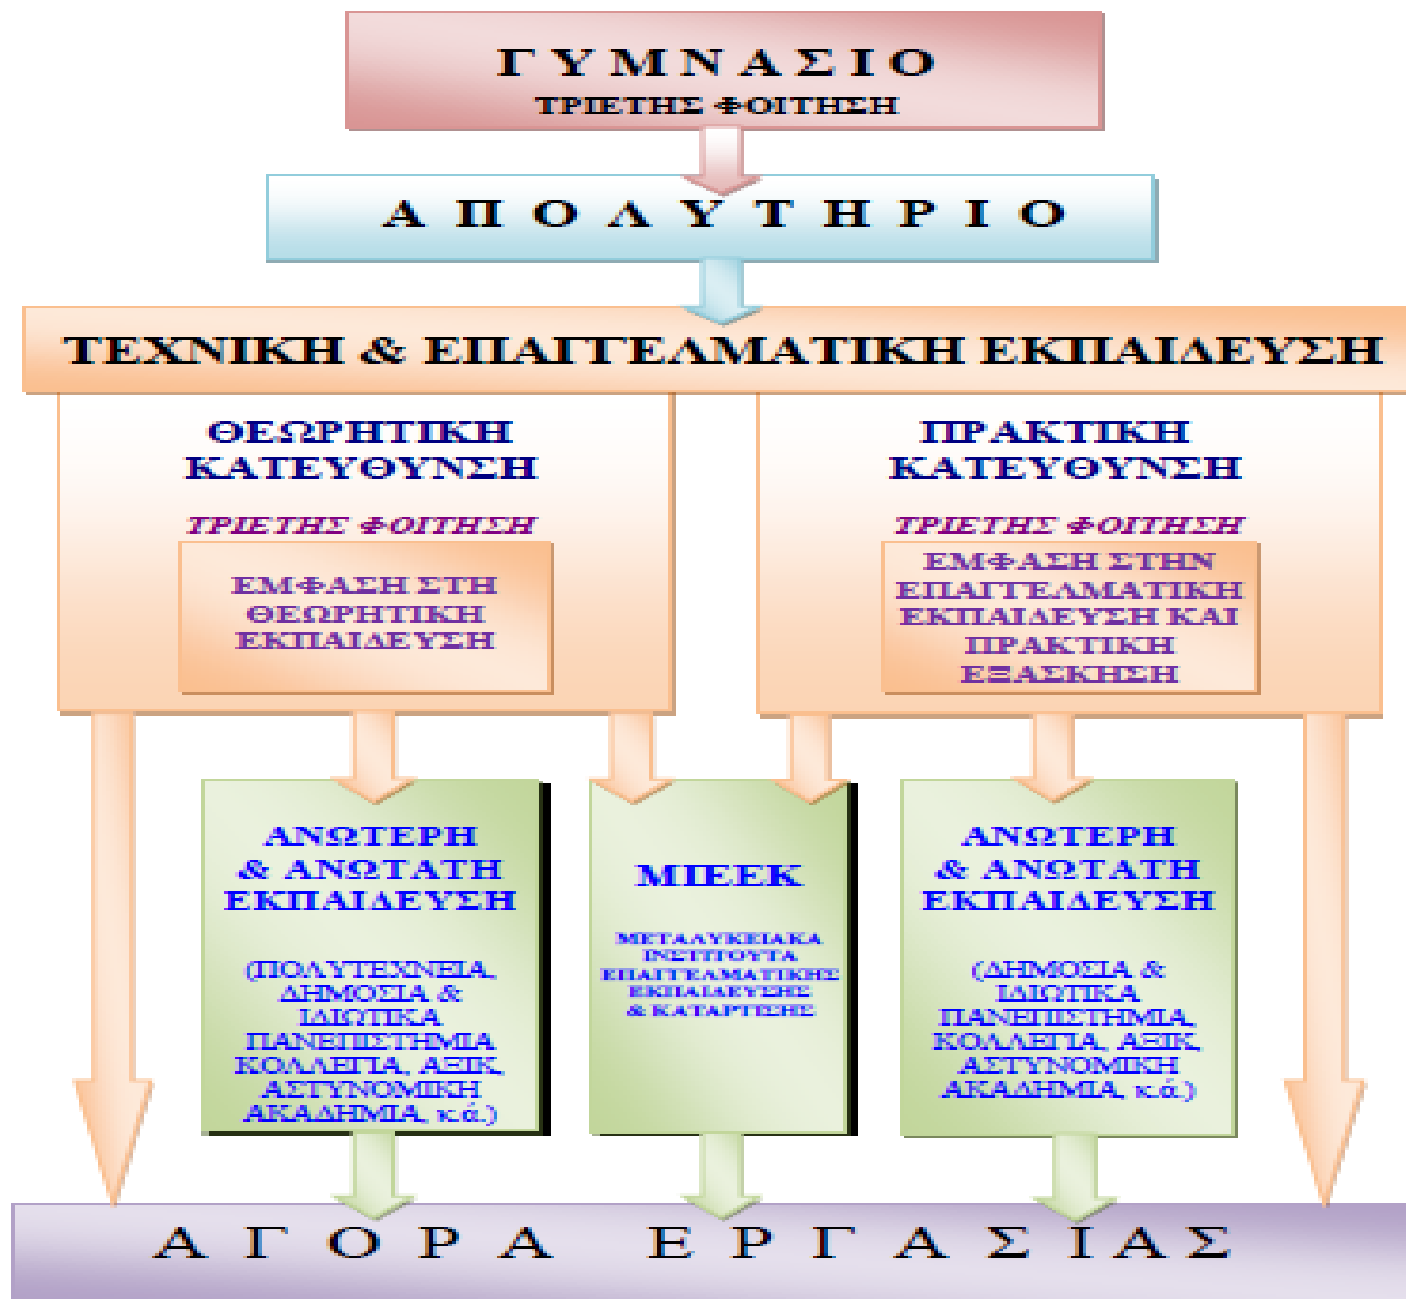 ΓΥΜΝΑΣΙΟ
ΤΡΙΕΤΗΣ ΦΟΙΤΗΣΗ
ΑΠΟΛΥΤΗΡΙΟ
ΤΕΧΝΙΚΗ & ΕΠΑΓΓΕΛΜΑΤΙΚΗ ΕΚΠΑΙΔΕΥΣΗ
ΘΕΩΡΗΤΙΚΗ
ΚΑΤΕΥΘΥΝΣΗ
ΤΡΙΕΤΗΣ ΦΟΙΤΗΣΗ
ΕΜΦΑΣΗ ΣΤΗ
ΘΕΩΡΗΤΙΚΗ
ΕΚΠΑΙΔΕΥΣΗ
ΠΡΑΚΤΙΚΗ
ΚΑΤΕΥΘΥΝΣΗ
ΤΡΙΕΤΗΣ ΦΟΙΤΗΣΗ
ΕΜΦΑΣΗ ΣΤΗΝ
ΕΠΑΓΓΕΛΜΑΤΙΚΗ
ΕΚΠΑΙΔΕΥΣΗ ΚΑΙ
ΠΡΑΚΤΙΚΗ
ΕΞΑΣΚΗΣΗ
ΑΝΩΤΕΡΗ
& ΑΝΩΤΑΤΗ
ΕΚΠΑΙΔΕΥΣΗ
(ΠΟΛΥΤΕΧΝΕΙΑ,
ΔΗΜΟΣΙΑ &
ΙΔΙΩΤΙΚΑ
ΠΑΝΕΠΙΣΤΗΜΙΑ
ΚΟΛΛΕΓΙΑ, ΑΞΙΚ,
ΑΣΤΥΝΟΜΙΚΗ
ΑΚΑΔΗΜΙΑ, κ.ά.)
ΜΙΕΕΚ
ΜΕΤΑΛΥΚΕΙΑΚΑ
ΙΝΣΤΙΤΟΥΤΑ
ΕΠΑΓΓΕΛΜΑΤΙΚΗΣ
ΕΚΠΑΙΔΕΥΣΗΣ
& ΚΑΤΑΡΤΙΣΗΣ
ΑΝΩΤΕΡΗ
& ΑΝΩΤΑΤΗ
ΕΚΠΑΙΔΕΥΣΗ
(ΔΗΜΟΣΙΑ &
ΙΔΙΩΤΙΚΑ
ΠΑΝΕΠΙΣΤΗΜΙΑ,
ΚΟΛΛΕΓΙΑ, ΑΞΙΚ,
ΑΣΤΥΝΟΜΙΚΗ
ΑΚΑΔΗΜΙΑ, κ.ά.)
ΑΓΟΡΑ ΕΡΓΑΣΙΑΣ